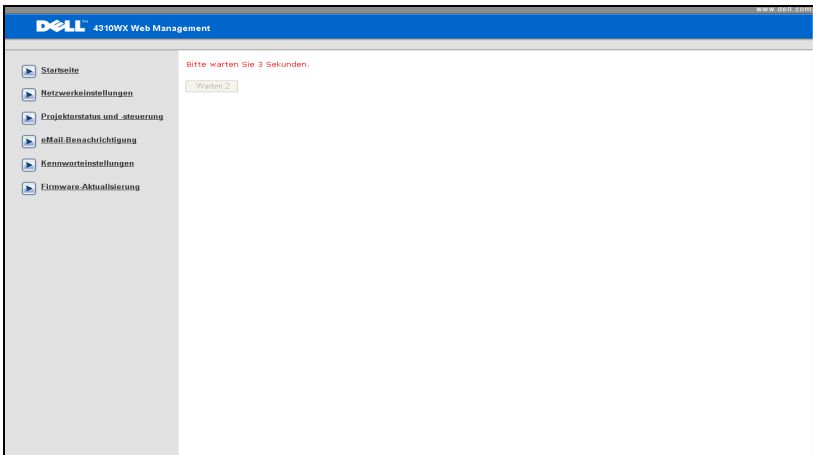 www.dell.com
DELL™ 4310WX Web Management
Startseite
Netzwerkeinstellungen
Projektorstatus und -steuerung
eMail-Benachrichtigung
Kennworteinstellungen
Firmware-Aktualisierung
Bitte warten Sie 3 Sekunden.
Warten 2